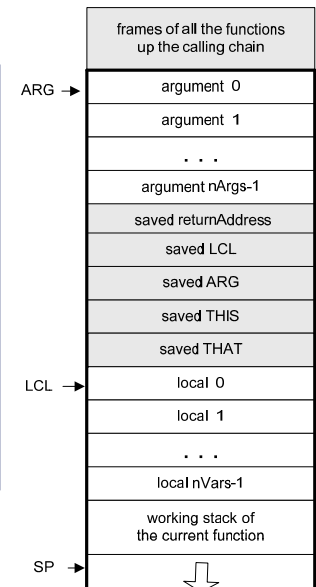 frames of all the functions
up the calling chain
ARG
argument 0
argument 1
. . .
argument nArgs-1
saved returnAddress
saved LCL
saved ARG
saved THIS
saved THAT
LCL
local 0
local 1
. . .
local nVars-1
working stack of
the current function
SP